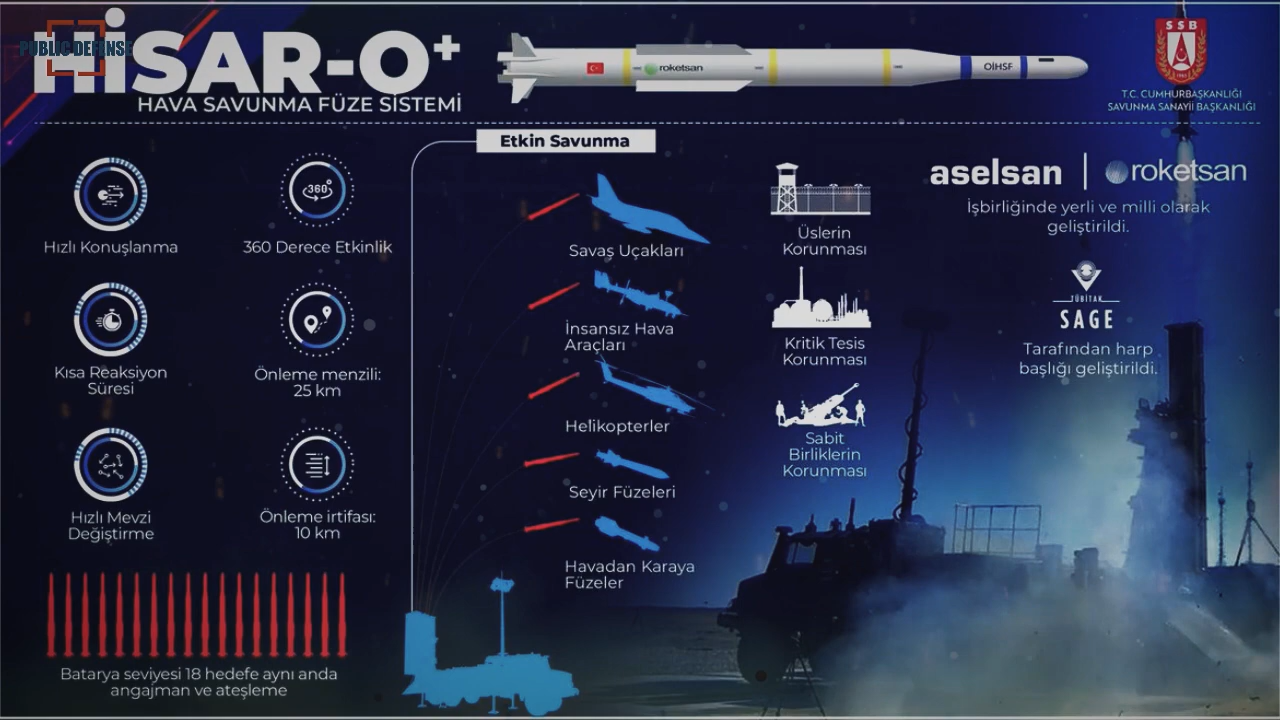 PUBLIC DEFENSE
HİSAR-O⁺
HAVA SAVUNMA FÜZE SİSTEMİ
roketsan
OİHSF
SSB
T.C. CUMHURBAŞKANLIĞI
SAVUNMA SANAYİİ BAŞKANLIĞI
Hızlı Konuşlanma
360°
360 Derece Etkinlik
Kısa Reaksiyon
Süresi
Önleme menzili:
25 km
Hızlı Mevzi
Değiştirme
Önleme irtifası:
10 km
Batarya seviyesi 18 hedefe aynı anda
angajman ve ateşleme
Etkin Savunma
Savaş Uçakları
İnsansız Hava
Araçları
Helikopterler
Seyir Füzeleri
Havadan Karaya
Füzeler
Üslerin
Korunması
Kritik Tesis
Korunması
Sabit
Birliklerin
Korunması
aselsan | roketsan
İşbirliğinde yerli ve milli olarak
geliştirildi.
TÜBİTAK
SAGE
Tarafından harp
başlığı geliştirildi.